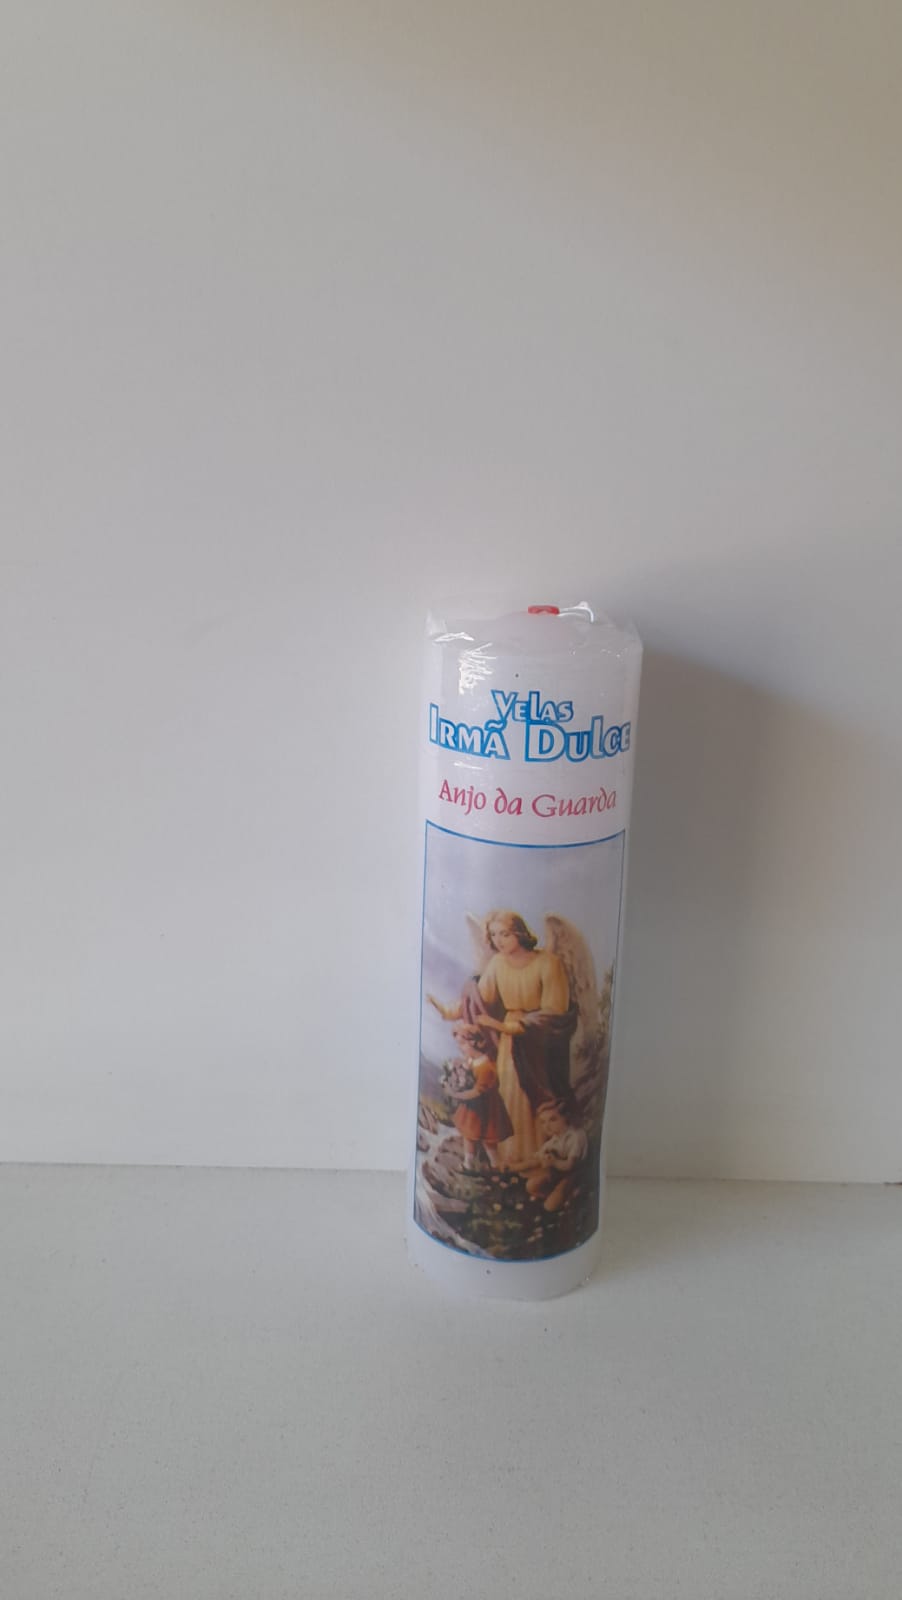 Velas
Irmã Dulce
Anjo da Guarda